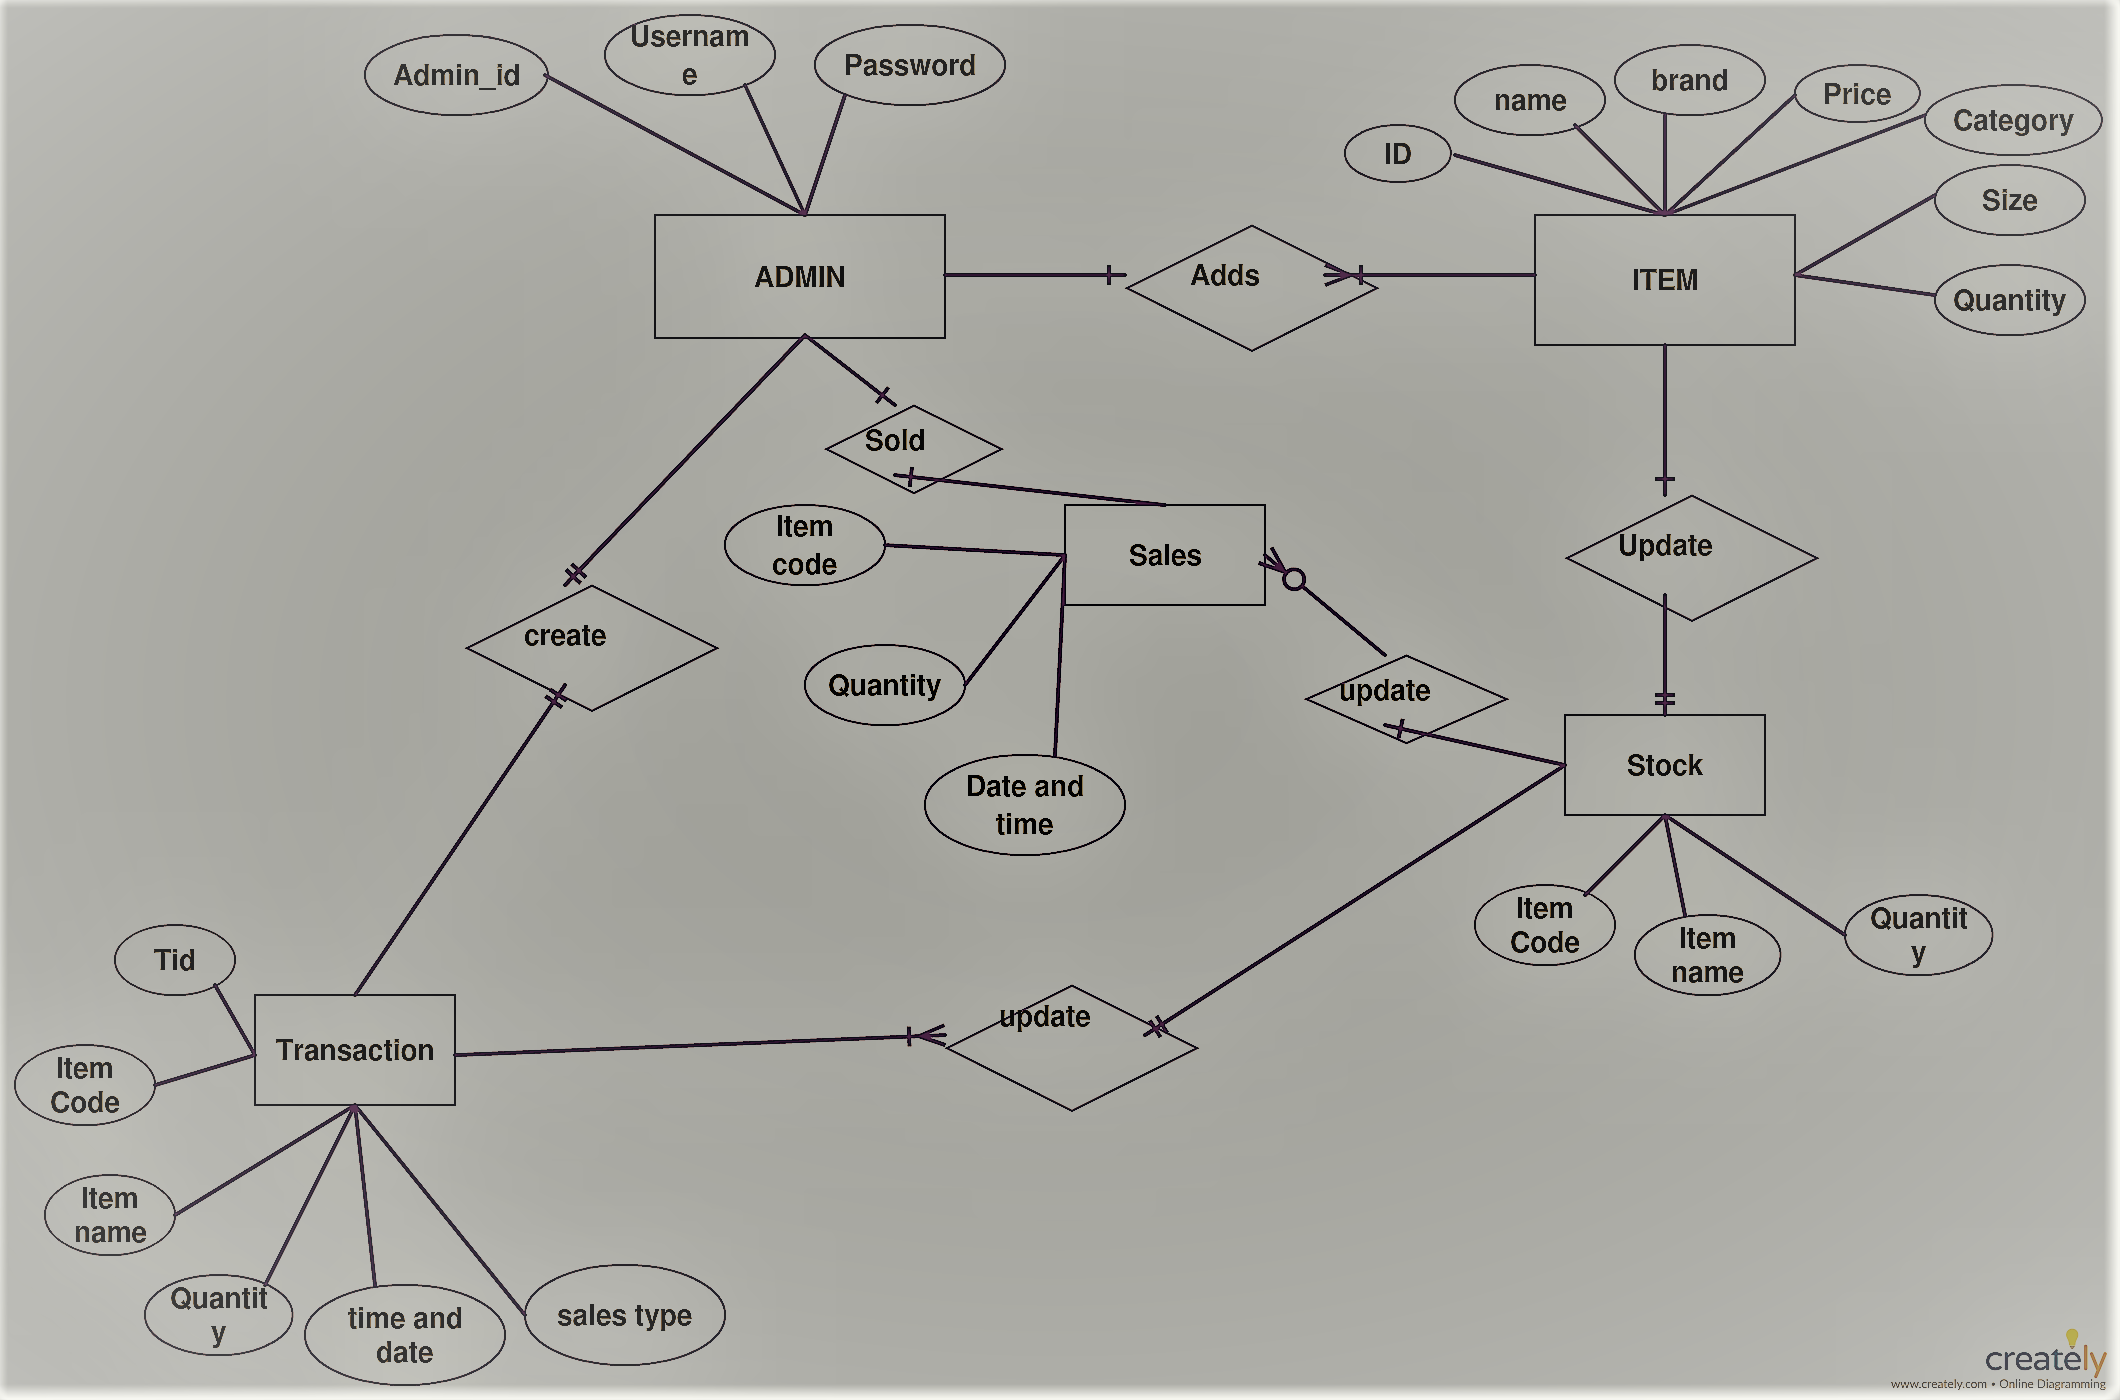 Usernam
e
Password
Admin_id
brand
Price
name
Category
ID
Size
ADMIN
Adds
ITEM
Quantity
Sold
Item
code
Sales
Update
create
Quantity
update
Stock
Date and
time
Item
Code
Item
name
Quantit
y
Tid
update
Transaction
Item
Code
Item
name
Quantit
y
time and
date
sales type
creately
www.creately.com • Online Diagramming